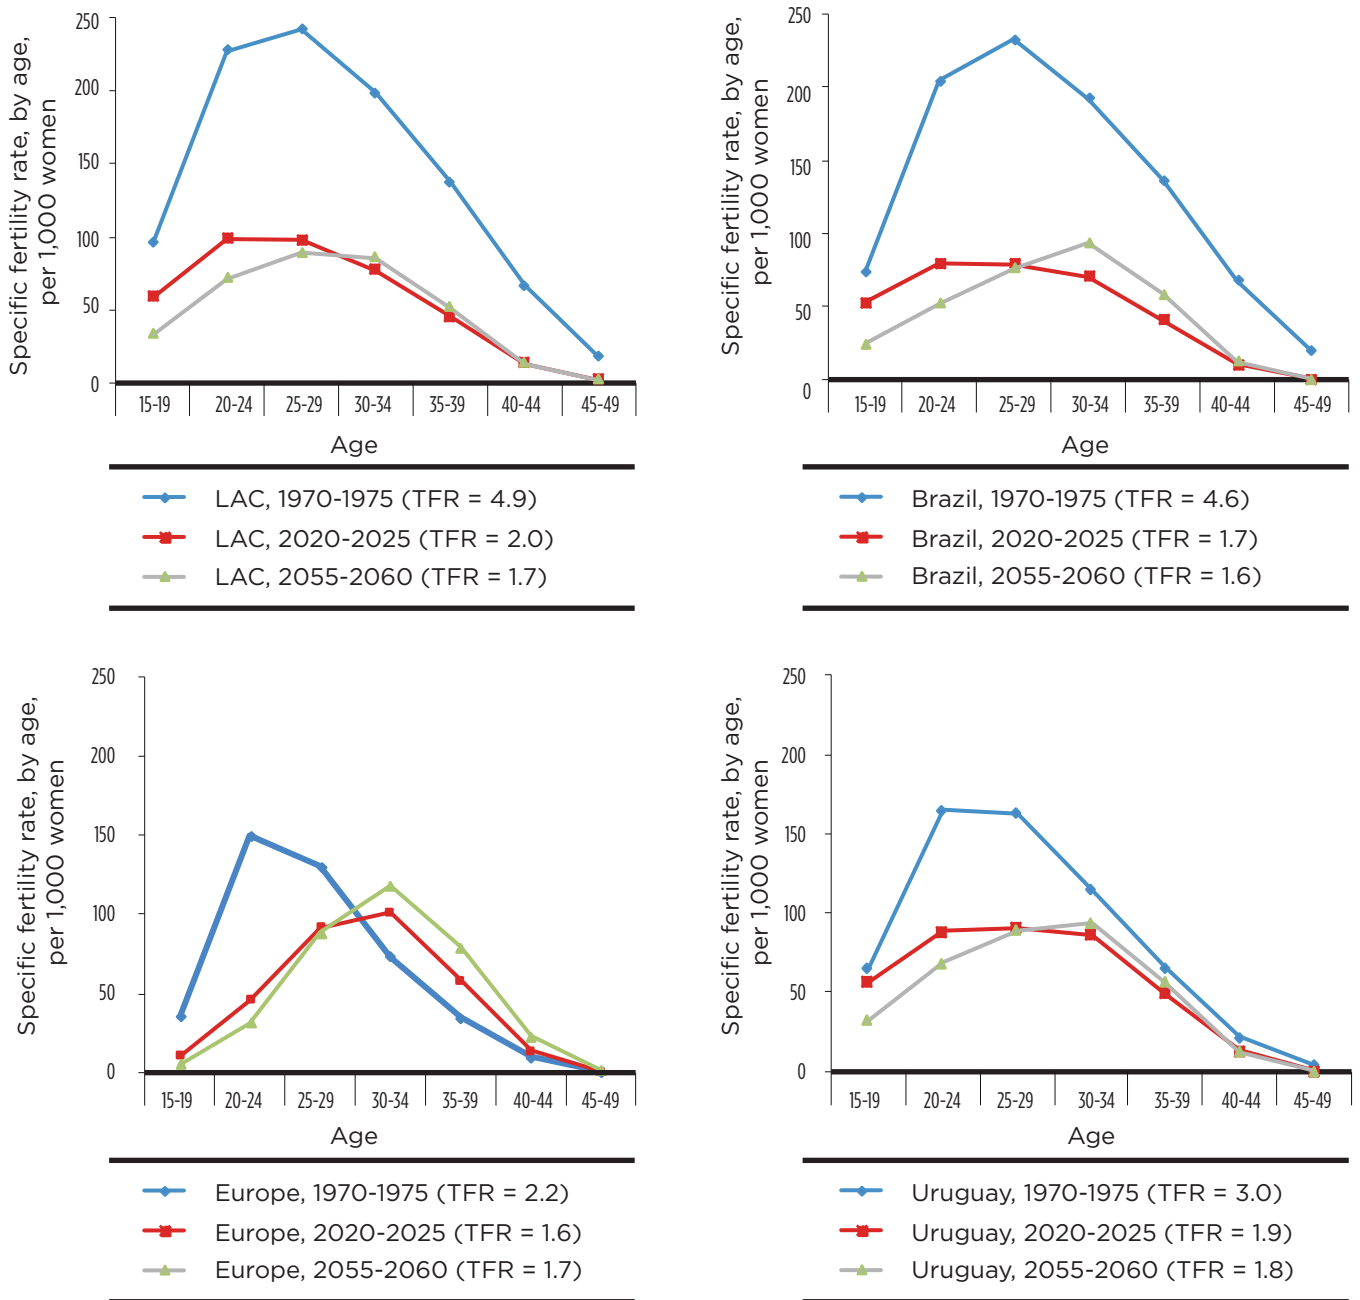 Specific fertility rate, by age,
per 1,000 women
250
200
150
100
50
0
15-19 20-24 25-29 30-34 35-39 40-44 45-49
Age
LAC, 1970-1975 (TFR = 4.9)
LAC, 2020-2025 (TFR = 2.0)
LAC, 2055-2060 (TFR = 1.7)
Specific fertility rate, by age,
per 1,000 women
250
200
150
100
50
0
15-19 20-24 25-29 30-34 35-39 40-44 45-49
Age
Brazil, 1970-1975 (TFR = 4.6)
Brazil, 2020-2025 (TFR = 1.7)
Brazil, 2055-2060 (TFR = 1.6)
Specific fertility rate, by age,
per 1,000 women
250
200
150
100
50
0
15-19 20-24 25-29 30-34 35-39 40-44 45-49
Age
Europe, 1970-1975 (TFR = 2.2)
Europe, 2020-2025 (TFR = 1.6)
Europe, 2055-2060 (TFR = 1.7)
Specific fertility rate, by age,
per 1,000 women
250
200
150
100
50
0
15-19 20-24 25-29 30-34 35-39 40-44 45-49
Age
Uruguay, 1970-1975 (TFR = 3.0)
Uruguay, 2020-2025 (TFR = 1.9)
Uruguay, 2055-2060 (TFR = 1.8)